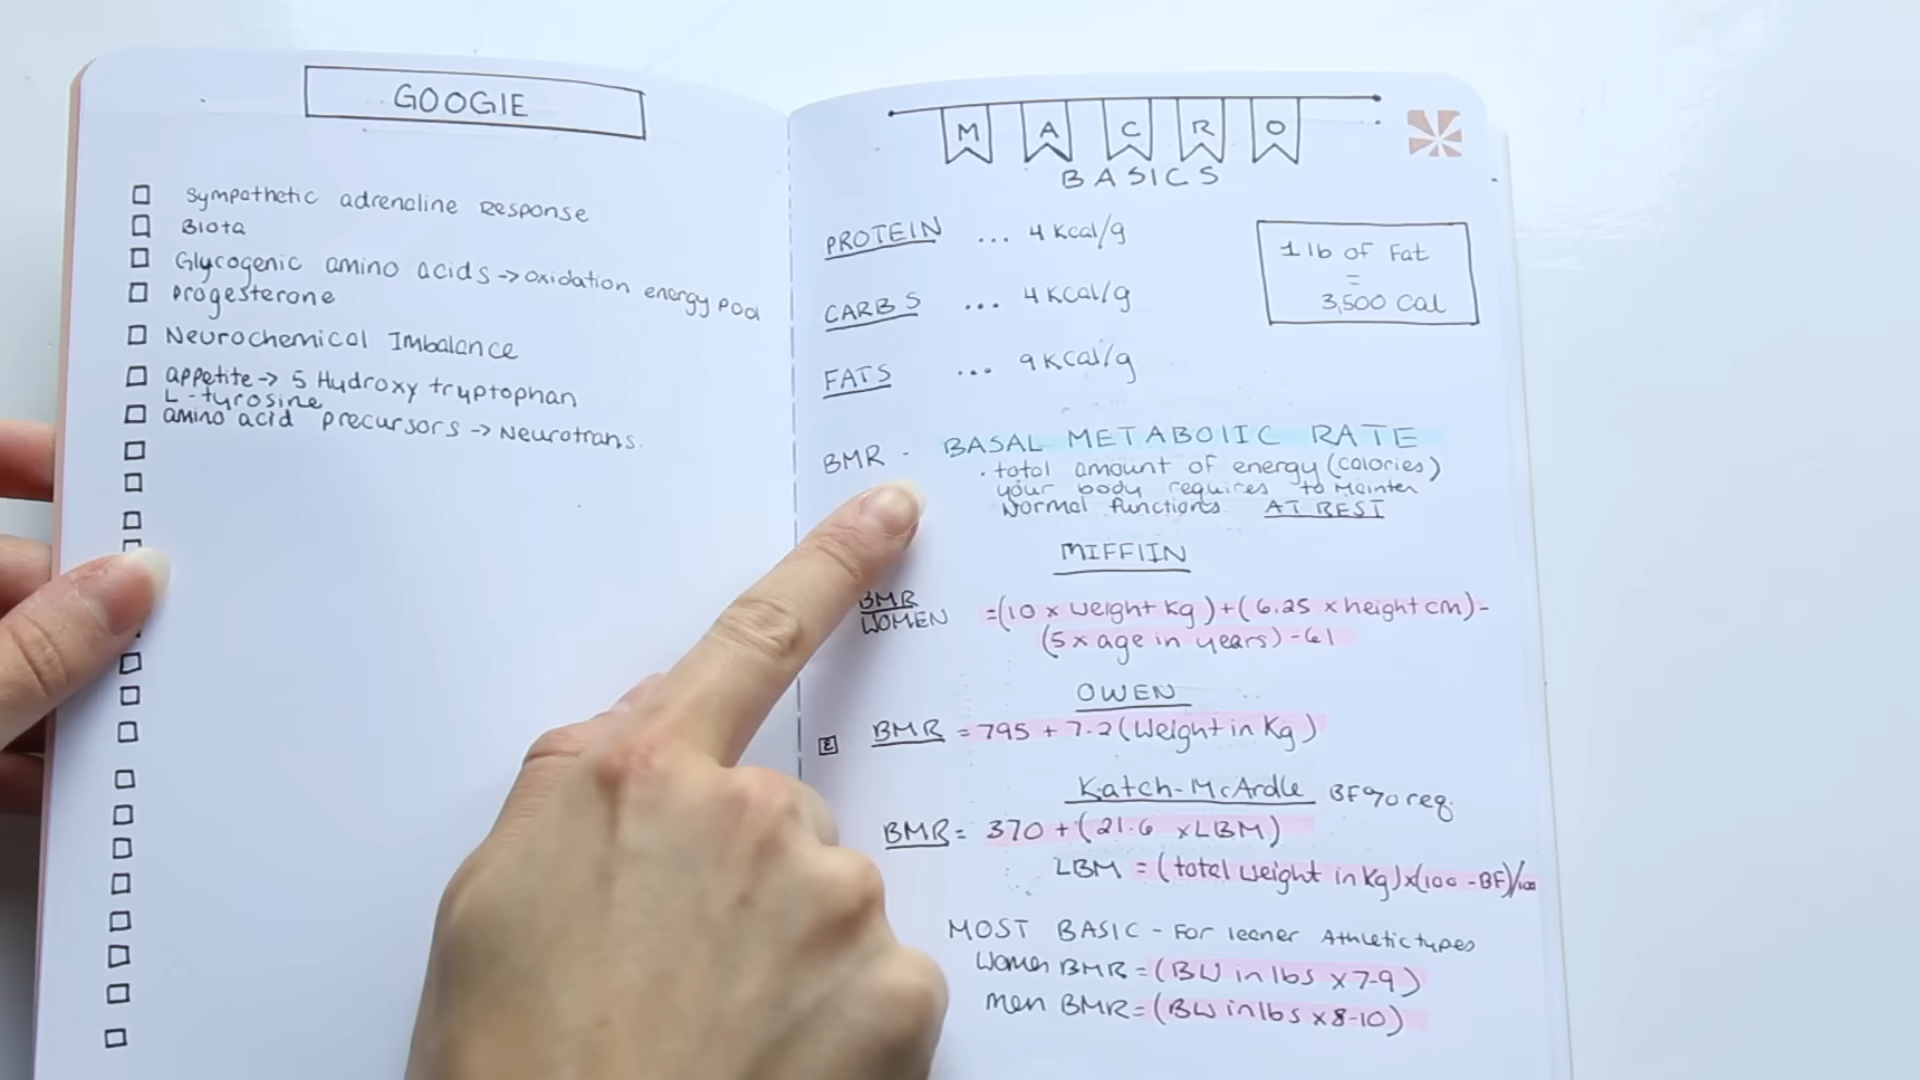 GOOGlE
Sympathetic adrenaline Response
Biota
Glycogenic amino acids → oxidation energy pool
Progesterone
Neurochemical Imbalance
appetite → 5 Hydroxy tryptophan
L-tyrosine
amino acid precursors → Neurotrans.
MACRO
BASICS
PROTEIN ... 4 Kcal/g
CARBS ... 4 Kcal/g
FATS ... 9 Kcal/g
1 lb of Fat
=
3,500 Cal
BMR - BASAL METABOlIC RATE
· total amount of energy (calories)
your body requires to Mainten
Normal functions AT REST
MIFFlIN
BMR
WOMEN =(10 x weight Kg) + (6.25 x height cm) -
(5 x age in years) - 61
OWEN
Σ BMR = 795 + 7.2 (Weight in Kg)
Katch-McArdle BF% req.
BMR = 370 + (21.6 x LBM)
LBM = (total weight in Kg) x (100 - BF)/100
MOST BASIC - For leaner Athletic types
Women BMR = (BW in lbs x 7-9)
Men BMR = (BW in lbs x 8-10)